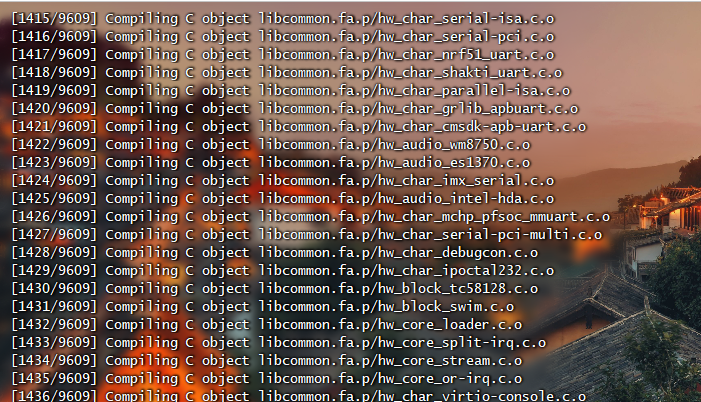 [1415/9609] Compiling C object libcommon.fa.p/hw_char_serial-isa.c.o
[1416/9609] Compiling C object libcommon.fa.p/hw_char_serial-pci.c.o
[1417/9609] Compiling C object libcommon.fa.p/hw_char_nrf51_uart.c.o
[1418/9609] Compiling C object libcommon.fa.p/hw_char_shakti_uart.c.o
[1419/9609] Compiling C object libcommon.fa.p/hw_char_parallel-isa.c.o
[1420/9609] Compiling C object libcommon.fa.p/hw_char_grlib_apbuart.c.o
[1421/9609] Compiling C object libcommon.fa.p/hw_char_cmsdk-apb-uart.c.o
[1422/9609] Compiling C object libcommon.fa.p/hw_audio_wm8750.c.o
[1423/9609] Compiling C object libcommon.fa.p/hw_audio_es1370.c.o
[1424/9609] Compiling C object libcommon.fa.p/hw_char_imx_serial.c.o
[1425/9609] Compiling C object libcommon.fa.p/hw_audio_intel-hda.c.o
[1426/9609] Compiling C object libcommon.fa.p/hw_char_mchp_pfsoc_mmuart.c.o
[1427/9609] Compiling C object libcommon.fa.p/hw_char_serial-pci-multi.c.o
[1428/9609] Compiling C object libcommon.fa.p/hw_char_debugcon.c.o
[1429/9609] Compiling C object libcommon.fa.p/hw_char_ipoctal232.c.o
[1430/9609] Compiling C object libcommon.fa.p/hw_block_tc58128.c.o
[1431/9609] Compiling C object libcommon.fa.p/hw_block_swim.c.o
[1432/9609] Compiling C object libcommon.fa.p/hw_core_loader.c.o
[1433/9609] Compiling C object libcommon.fa.p/hw_core_split-irq.c.o
[1434/9609] Compiling C object libcommon.fa.p/hw_core_stream.c.o
[1435/9609] Compiling C object libcommon.fa.p/hw_core_or-irq.c.o
[1436/9609] Compiling C object libcommon.fa.p/hw_char_virtio-console.c.o